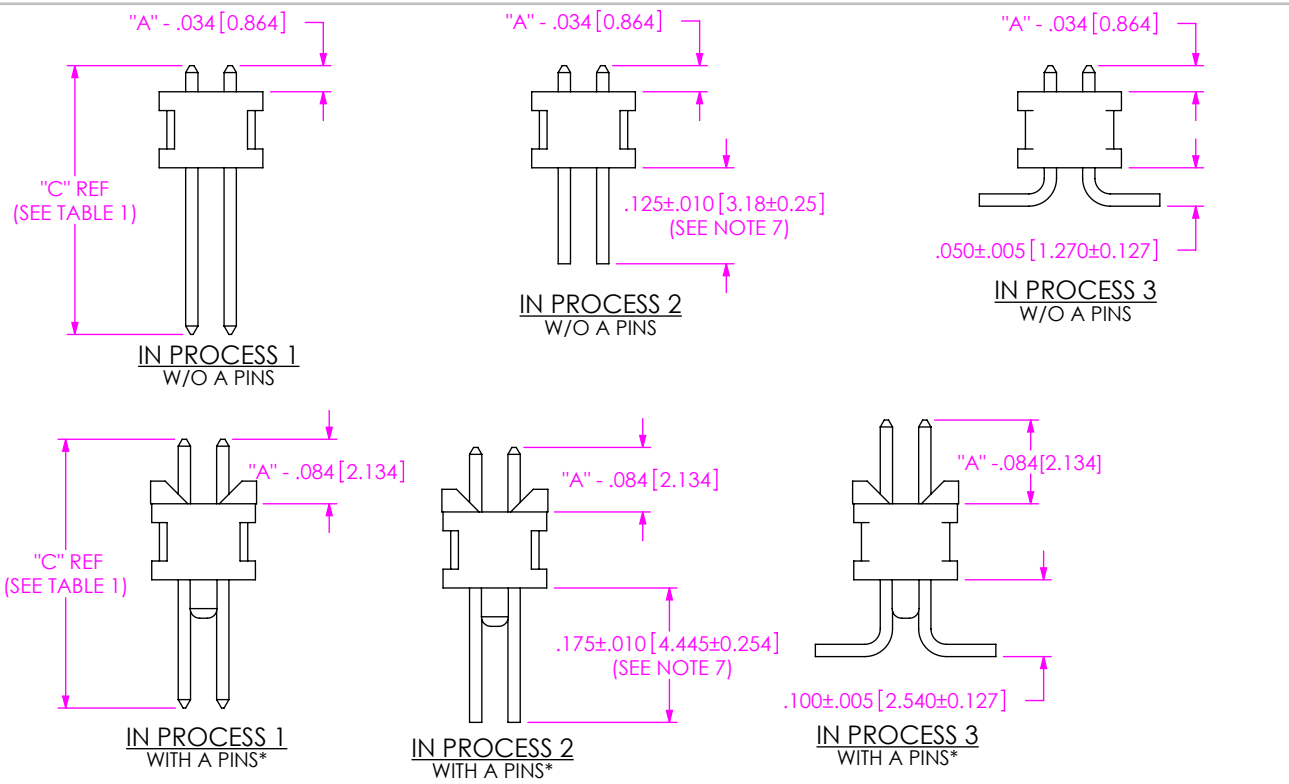 "A" - .034 [0.864]
"C" REF
(SEE TABLE 1)
IN PROCESS 1
W/O A PINS
"A" - .034 [0.864]
.125±.010 [3.18±0.25]
(SEE NOTE 7)
IN PROCESS 2
W/O A PINS
"A" - .034 [0.864]
.050±.005 [1.270±0.127]
IN PROCESS 3
W/O A PINS
"A" - .084 [2.134]
"C" REF
(SEE TABLE 1)
IN PROCESS 1
WITH A PINS*
"A" - .084 [2.134]
.175±.010 [4.445±0.254]
(SEE NOTE 7)
IN PROCESS 2
WITH A PINS*
"A" -.084[2.134]
.100±.005 [2.540±0.127]
IN PROCESS 3
WITH A PINS*